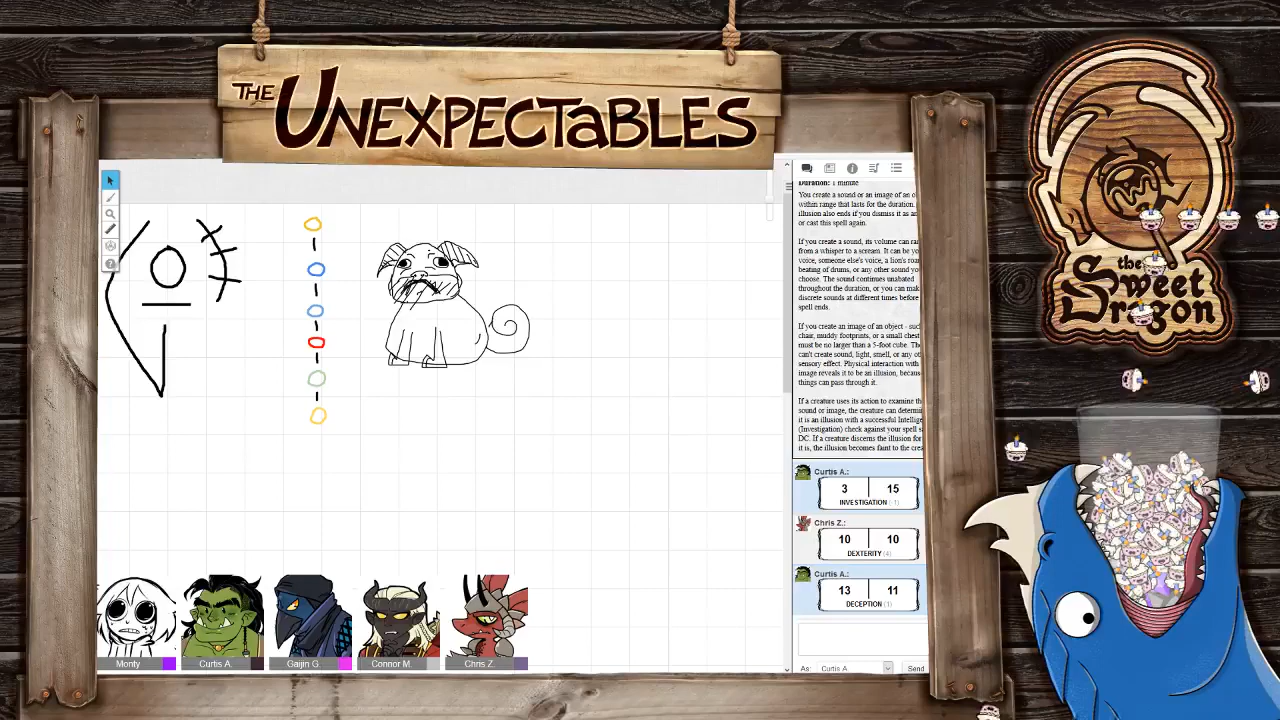 THE UNEXPECTaBLES
the Sweet Dragon
Duration: 1 minute
You create a sound or an image of an o
within range that lasts for the duration.
illusion also ends if you dismiss it as a
or cast this spell again.
If you create a sound, its volume can ra
from a whisper to a scream. It can be yo
voice, someone else's voice, a lion's roar
beating of drums, or any other sound yo
choose. The sound continues unabated
throughout the duration, or you can mak
discrete sounds at different times before
spell ends.
If you create an image of an object - suc
chair, muddy footprints, or a small chest
must be no larger than a 5-foot cube. The
can't create sound, light, smell, or any ot
sensory effect. Physical interaction with
image reveals it to be an illusion, becaus
things can pass through it.
If a creature uses its action to examine th
sound or image, the creature can determi
it is an illusion with a successful Intellige
(Investigation) check against your spell s
DC. If a creature discerns the illusion for
it is, the illusion becomes faint to the crea
Curtis A.:
3 15
INVESTIGATION (-1)
Chris Z.:
10 10
DEXTERITY (4)
Curtis A.:
13 11
DECEPTION (1)
As: Curtis A. Send
Monty
Curtis A.
Gaijin G.
Connor M.
Chris Z.